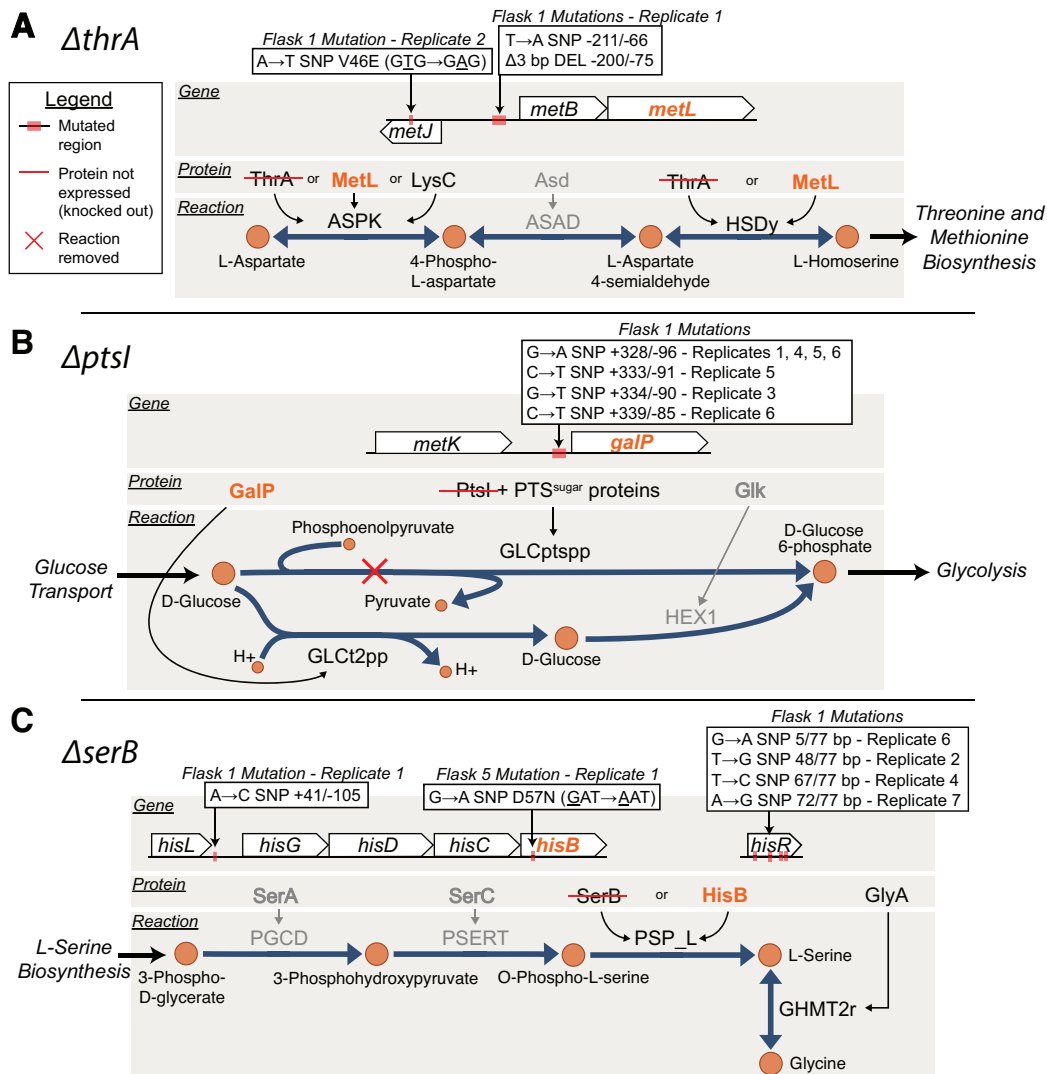 A
ΔthrA
Flask 1 Mutation - Replicate 2
A→T SNP V46E (GTG→GAG)
Flask 1 Mutations - Replicate 1
T→A SNP -211/-66
Δ3 bp DEL -200/-75
Legend
Mutated
region
Protein not
expressed
(knocked out)
Reaction
removed
Gene
metJ
metB
metL
Protein
ThrA or MetL or LysC
Asd
ThrA or MetL
Reaction
ASPK
ASAD
HSDy
L-Aspartate
4-Phospho-
L-aspartate
L-Aspartate
4-semialdehyde
L-Homoserine
Threonine and
Methionine
Biosynthesis
B
ΔptsI
Flask 1 Mutations
G→A SNP +328/-96 - Replicates 1, 4, 5, 6
C→T SNP +333/-91 - Replicate 5
G→T SNP +334/-90 - Replicate 3
C→T SNP +339/-85 - Replicate 6
Gene
metK
galP
Protein
GalP
PtsI + PTSsugar proteins
Glk
Reaction
Phosphoenolpyruvate
GLCptspp
D-Glucose
6-phosphate
Glucose
Transport
D-Glucose
Pyruvate
Glycolysis
HEX1
H+
GLCt2pp
H+
D-Glucose
C
ΔserB
Flask 1 Mutation - Replicate 1
A→C SNP +41/-105
Flask 5 Mutation - Replicate 1
G→A SNP D57N (GAT→AAT)
Flask 1 Mutations
G→A SNP 5/77 bp - Replicate 6
T→G SNP 48/77 bp - Replicate 2
T→C SNP 67/77 bp - Replicate 4
A→G SNP 72/77 bp - Replicate 7
Gene
hisL
hisG
hisD
hisC
hisB
hisR
Protein
SerA
SerC
SerB or HisB
GlyA
Reaction
PGCD
PSERT
PSP_L
L-Serine
Biosynthesis
3-Phospho-
D-glycerate
3-Phosphohydroxypyruvate
O-Phospho-L-serine
L-Serine
GHMT2r
Glycine